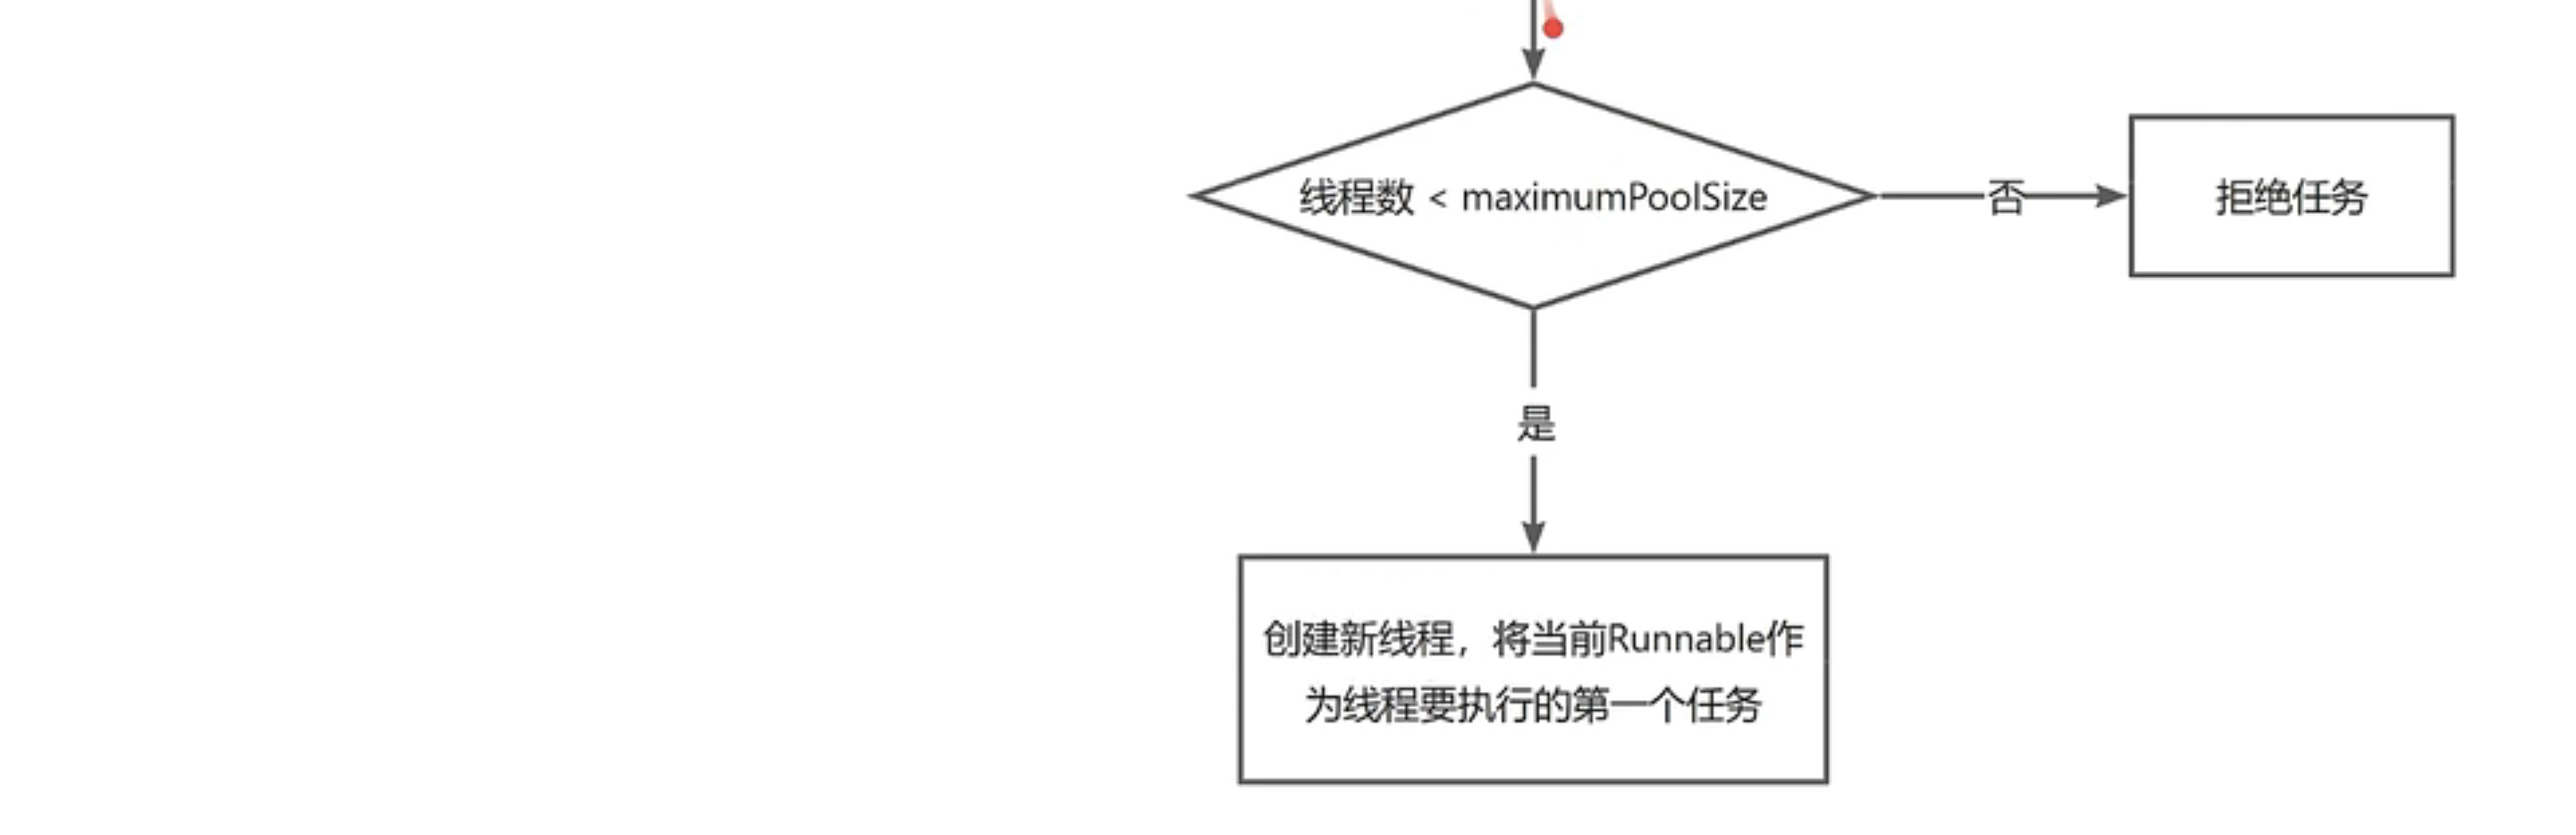 线程数 < maximumPoolSize
否
拒绝任务
是
创建新线程，将当前Runnable作
为线程要执行的第一个任务